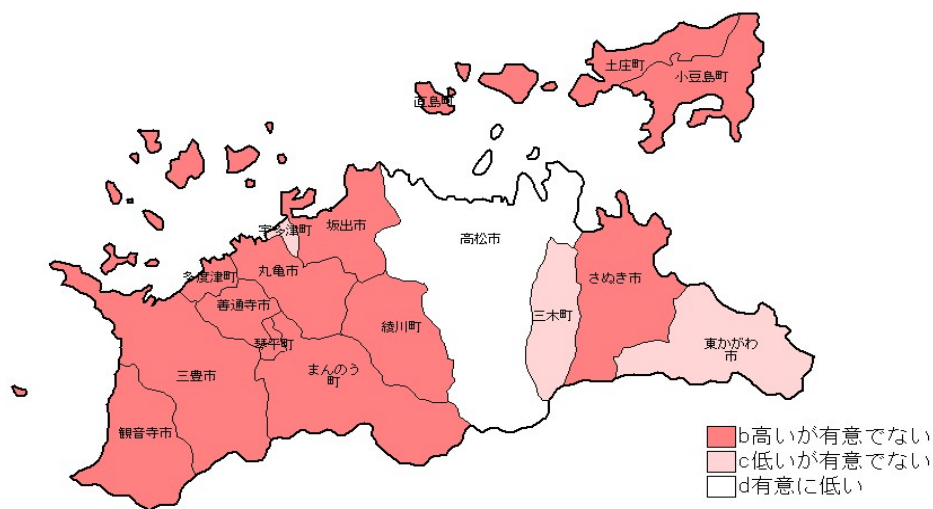 土庄町
小豆島町
直島町
宇多津町
坂出市
高松市
丸亀市
多度津町
さぬき市
善通寺市
三木町
綾川町
琴平町
東かがわ
市
まんのう
町
三豊市
観音寺市
b高いが有意でない
c低いが有意でない
d有意に低い